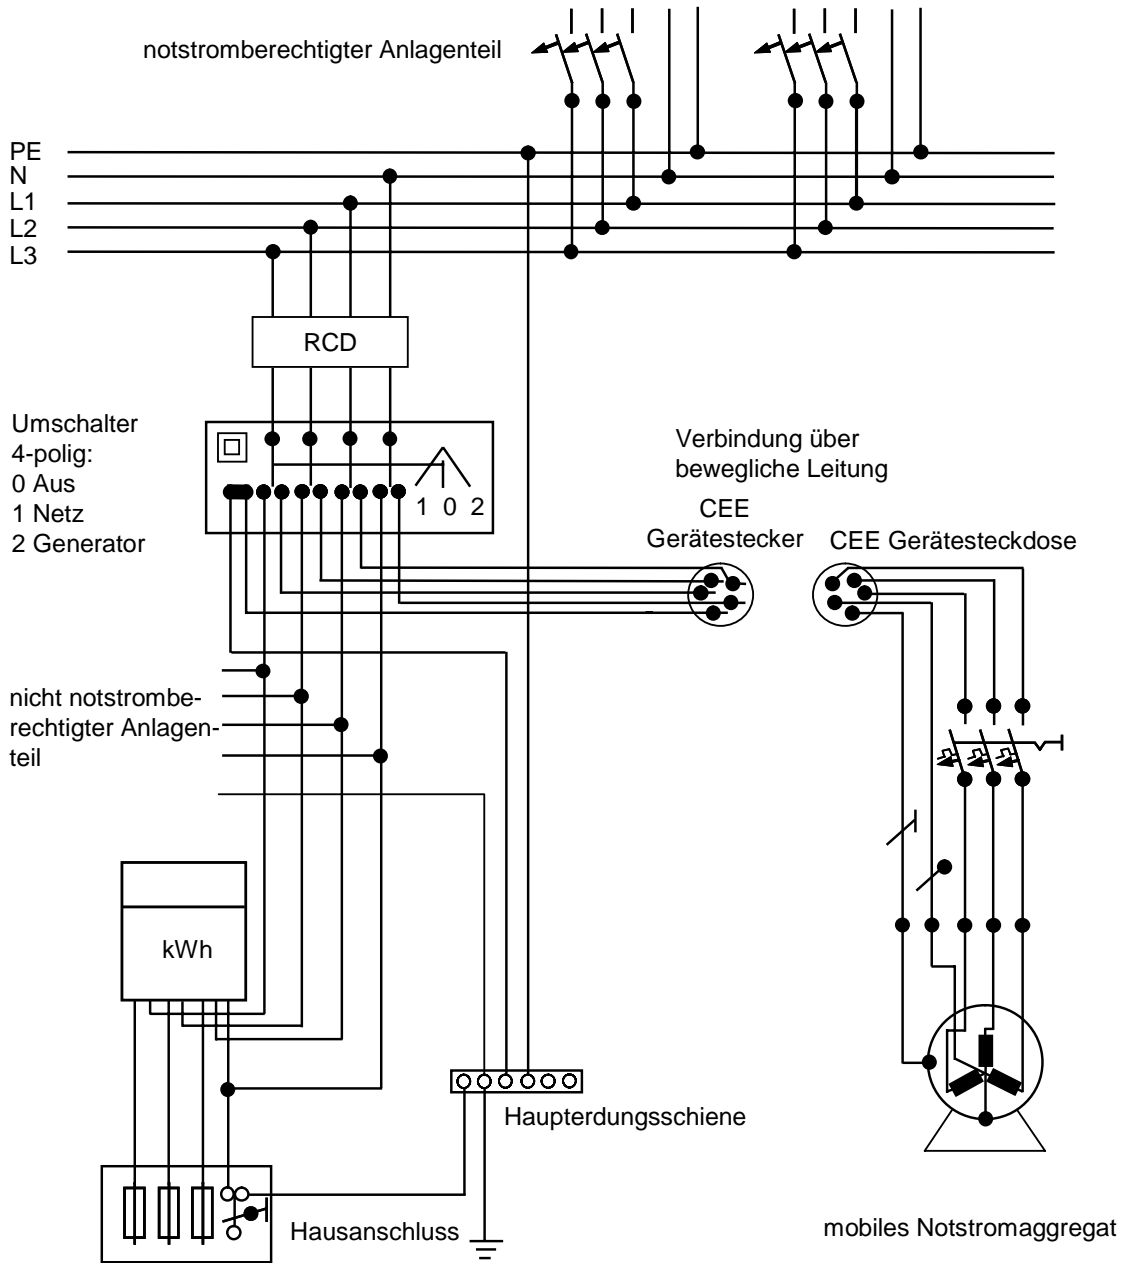 notstromberechtigter Anlagenteil
PE
N
L1
L2
L3
RCD
Umschalter
4-polig:
0 Aus
1 Netz
2 Generator
1 0 2
Verbindung über
bewegliche Leitung
CEE
Gerätestecker
CEE Gerätesteckdose
nicht notstrombe-
rechtigter Anlagen-
teil
kWh
Haupterdungsschiene
Hausanschluss
mobiles Notstromaggregat